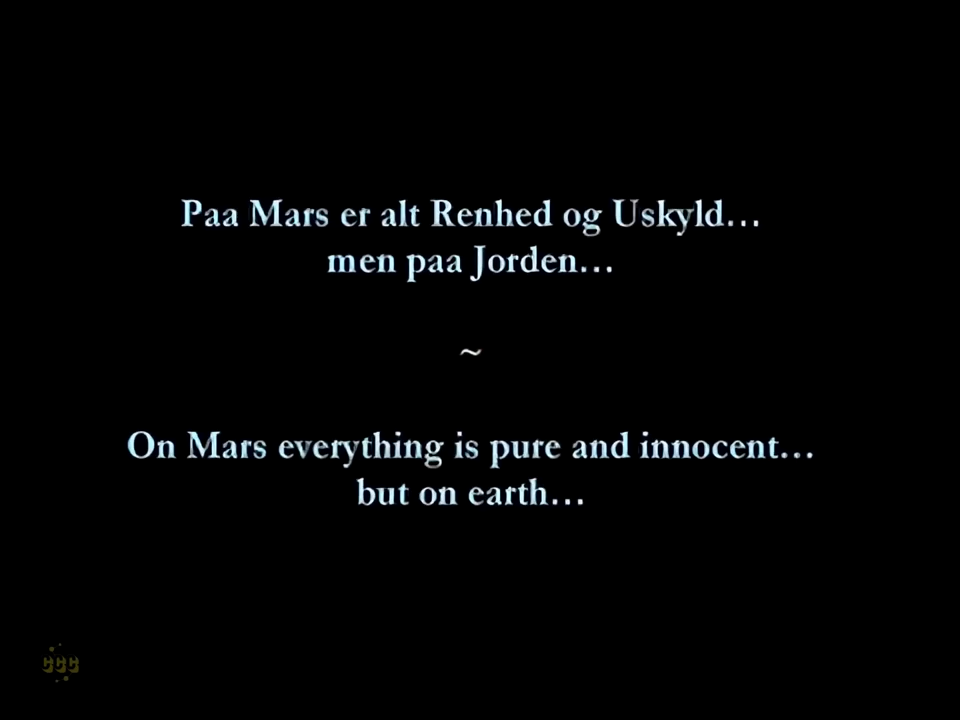 Paa Mars er alt Renhed og Uskyld...
men paa Jorden...
~
On Mars everything is pure and innocent...
but on earth...
CCC